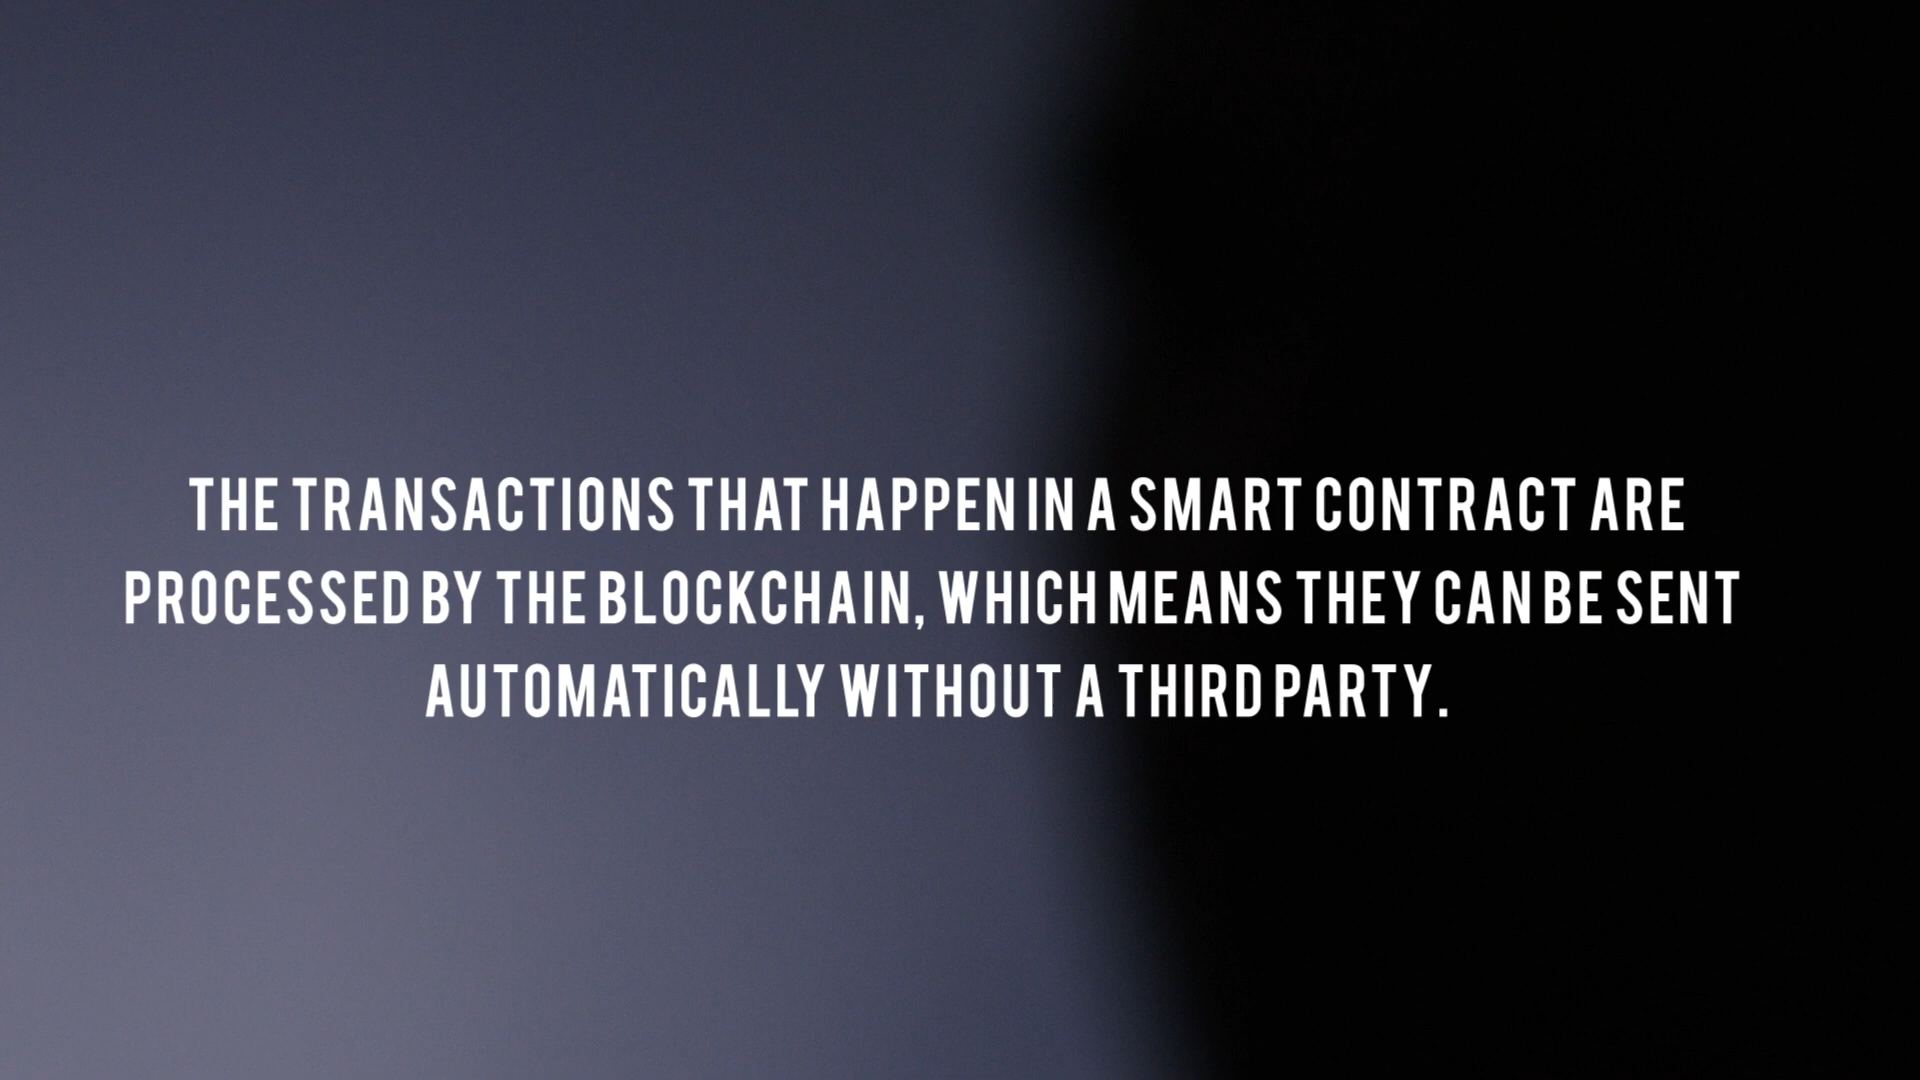 THE TRANSACTIONS THAT HAPPEN IN A SMART CONTRACT ARE
PROCESSED BY THE BLOCKCHAIN, WHICH MEANS THEY CAN BE SENT
AUTOMATICALLY WITHOUT A THIRD PARTY.